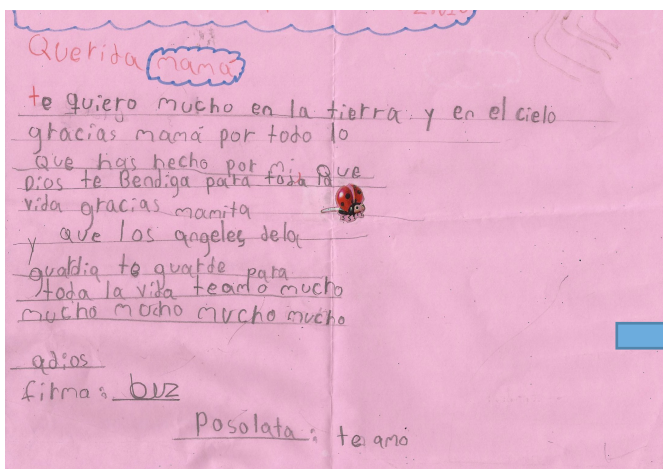 Querida mamá
te quiero mucho en la tierra y en el cielo
gracias mamá por todo lo
que has hecho por mi que
Dios te Bendiga para toda la
vida gracias mamita
y que los angeles dela
guardia te guarde para
toda la vida teamo mucho
mucho mucho mucho mucho
adios
firma: buz
Posolata: te amo